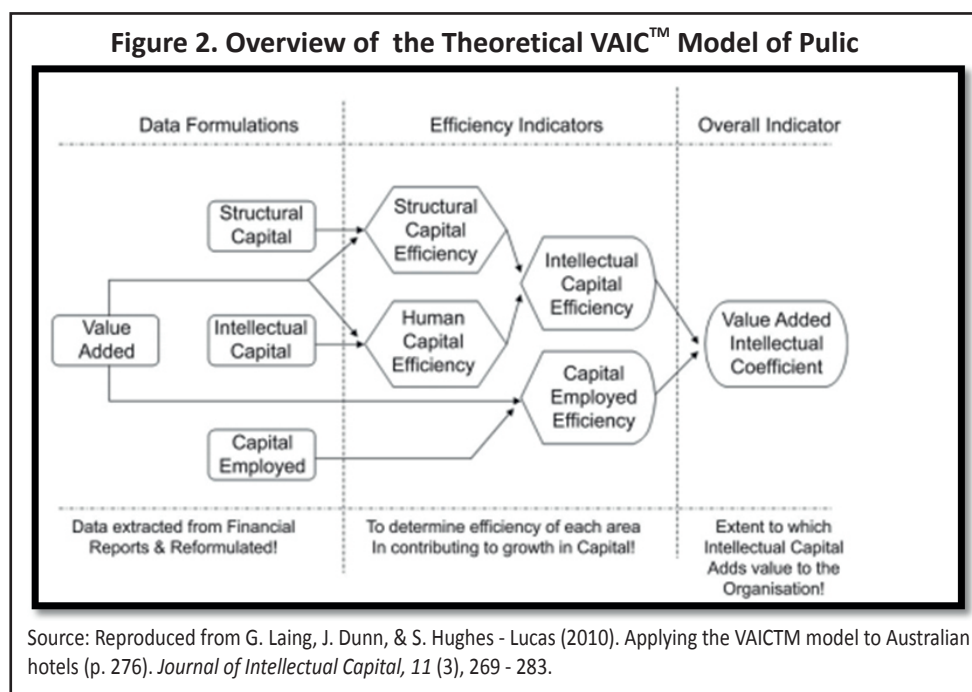 Figure 2. Overview of the Theoretical VAIC™ Model of Pulic
Data Formulations
Efficiency Indicators
Overall Indicator
Structural
Capital
Structural
Capital
Efficiency
Intellectual
Capital
Efficiency
Value
Added
Intellectual
Capital
Human
Capital
Efficiency
Value Added
Intellectual
Coefficient
Capital
Employed
Efficiency
Capital
Employed
Data extracted from Financial
Reports & Reformulated!
To determine efficiency of each area
In contributing to growth in Capital!
Extent to which
Intellectual Capital
Adds value to the
Organisation!
Source: Reproduced from G. Laing, J. Dunn, & S. Hughes - Lucas (2010). Applying the VAICTM model to Australian
hotels (p. 276). Journal of Intellectual Capital, 11 (3), 269 - 283.